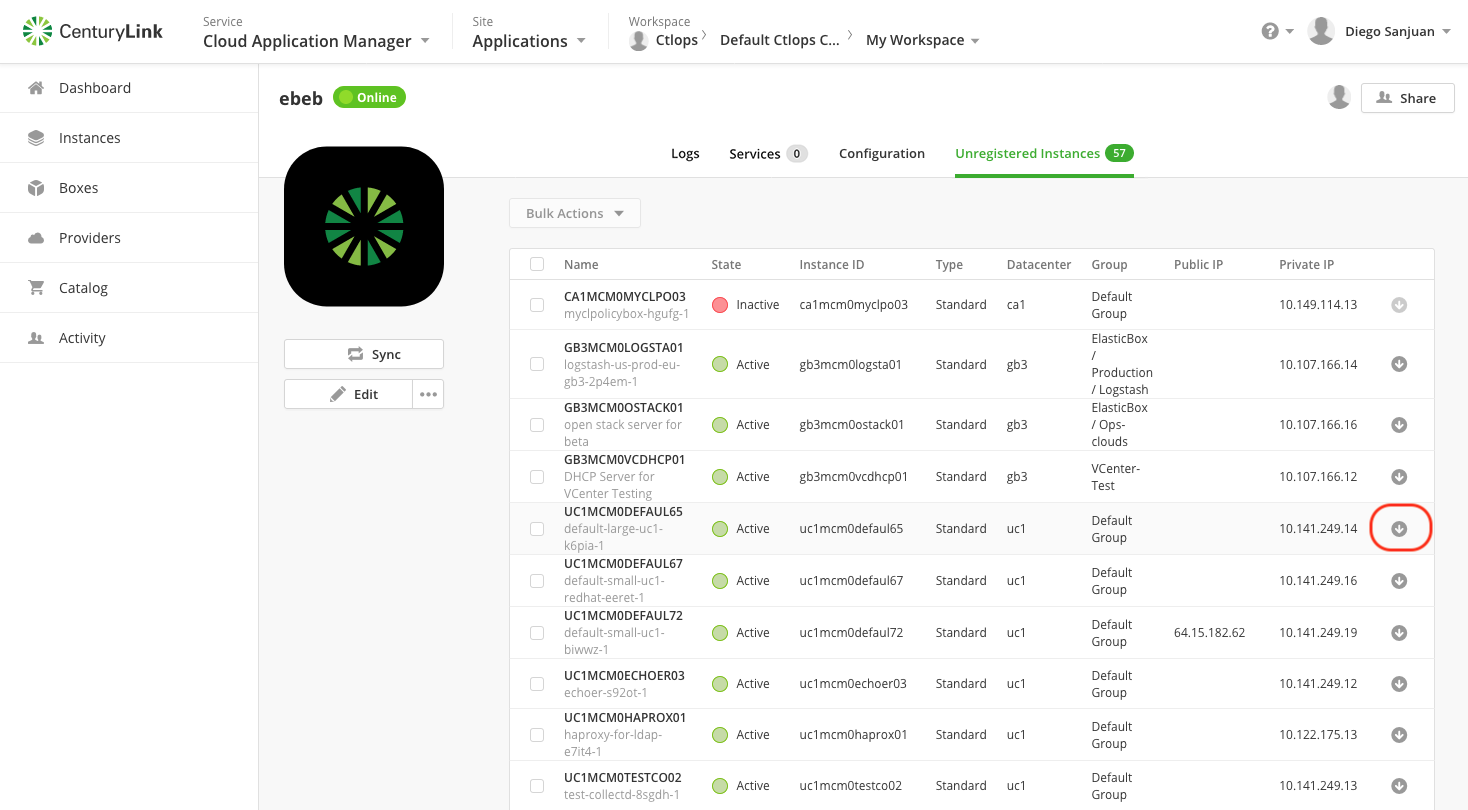 CenturyLink
Service
Cloud Application Manager
Site
Applications
Workspace
Ctlops
Default Ctlops C...
My Workspace
?
Diego Sanjuan
Dashboard
Instances
Boxes
Providers
Catalog
Activity
ebeb
Online
Share
Sync
Edit
Logs
Services 0
Configuration
Unregistered Instances 57
Bulk Actions
Name State Instance ID Type Datacenter Group Public IP Private IP
CA1MCM0MYCLPO03
myclpolicybox-hgufg-1
Inactive ca1mcm0myclpo03 Standard ca1
Default
Group
10.149.114.13
GB3MCM0LOGSTA01
logstash-us-prod-eu-
gb3-2p4em-1
Active gb3mcm0logsta01 Standard gb3
ElasticBox
/
Production
/ Logstash
10.107.166.14
GB3MCM0OSTACK01
open stack server for
beta
Active gb3mcm0ostack01 Standard gb3
ElasticBox
/ Ops-
clouds
10.107.166.16
GB3MCM0VCDHCP01
DHCP Server for
VCenter Testing
Active gb3mcm0vcdhcp01 Standard gb3
VCenter-
Test
10.107.166.12
UC1MCM0DEFAUL65
default-large-uc1-
k6pia-1
Active uc1mcm0defaul65 Standard uc1
Default
Group
10.141.249.14
UC1MCM0DEFAUL67
default-small-uc1-
redhat-eeret-1
Active uc1mcm0defaul67 Standard uc1
Default
Group
10.141.249.16
UC1MCM0DEFAUL72
default-small-uc1-
biwwz-1
Active uc1mcm0defaul72 Standard uc1
Default
Group
64.15.182.62 10.141.249.19
UC1MCM0ECHOER03
echoer-s92ot-1
Active uc1mcm0echoer03 Standard uc1
Default
Group
10.141.249.12
UC1MCM0HAPROX01
haproxy-for-ldap-
e7it4-1
Active uc1mcm0haprox01 Standard uc1
Default
Group
10.122.175.13
UC1MCM0TESTCO02
test-collectd-8sgdh-1
Active uc1mcm0testco02 Standard uc1
Default
Group
10.141.249.13